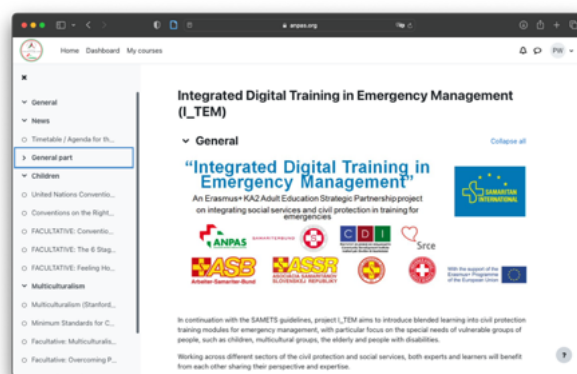 anpas.org
Home Dashboard My courses
PW
General
News
Timetable / Agenda for th...
General part
Children
United Nations Conventio...
Conventions on the Right...
FACULTATIVE: Conventio...
FACULTATIVE: The 6 Stag...
FACULTATIVE: Feeling Ho...
Multiculturalism
Multiculturalism (Stanford...
Minimum Standards for C...
Facultative: Multiculturalis...
Facultative: Overcoming P...
Integrated Digital Training in Emergency Management
(I_TEM)
General
Collapse all
“Integrated Digital Training in
Emergency Management”
An Erasmus+ KA2 Adult Education Strategic Partnership project
on integrating social services and civil protection in training for
emergencies
SAMARITAN
INTERNATIONAL
ANPAS
SAMARITERBUND
CDI
Srce
ASB
Arbeiter-Samariter-Bund
ASSR
ASOCIÁCIA SAMARITÁNOV
SLOVENSKEJ REPUBLIKY
With the support of the
Erasmus+ Programme
of the European Union
In continuation with the SAMETS guidelines, project I_TEM aims to introduce blended learning into civil protection
training modules for emergency management, with particular focus on the special needs of vulnerable groups of
people, such as children, multicultural groups, the elderly and people with disabilities.
Working across different sectors of the civil protection and social services, both experts and learners will benefit
from each other sharing their perspective and expertise.
?